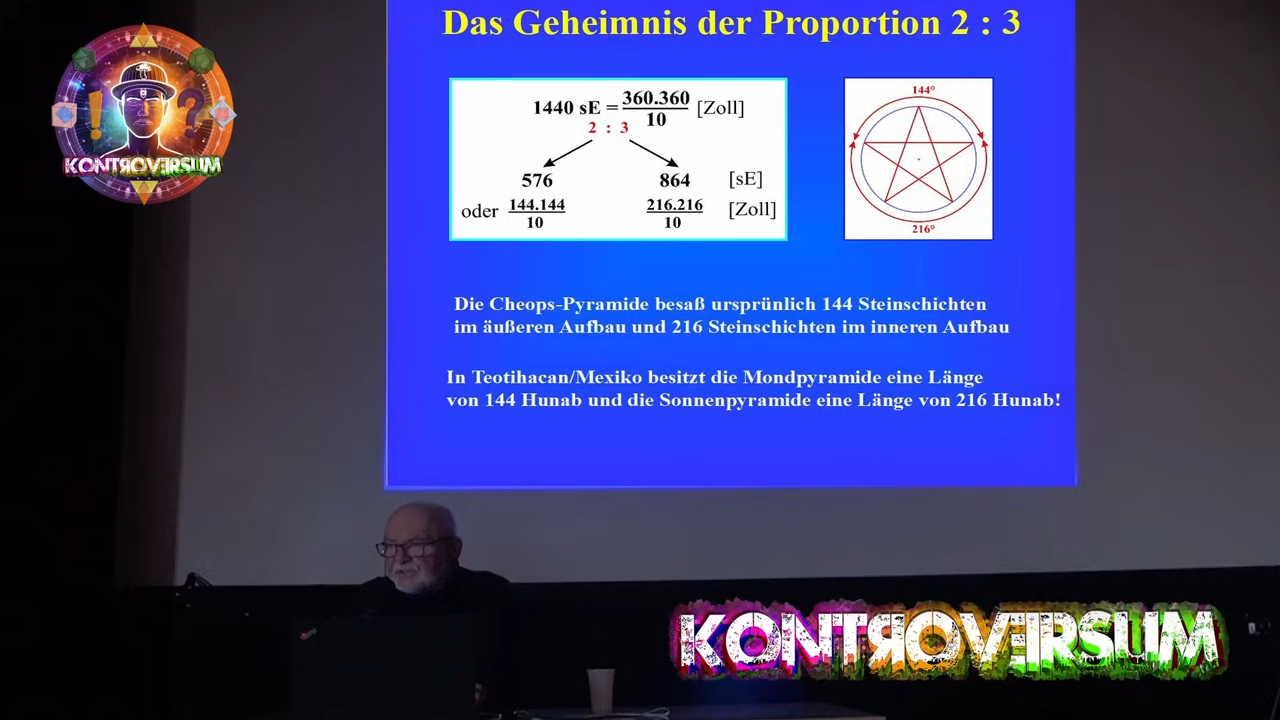 Das Geheimnis der Proportion 2 : 3
KONTROVERSUM
1440 sE = 360.360 / 10 [Zoll]
2 : 3
576 864 [sE]
oder 144.144 / 10 216.216 / 10 [Zoll]
144°
216°
Die Cheops-Pyramide besaß ursprünlich 144 Steinschichten
im äußeren Aufbau und 216 Steinschichten im inneren Aufbau
In Teotihacan/Mexiko besitzt die Mondpyramide eine Länge
von 144 Hunab und die Sonnenpyramide eine Länge von 216 Hunab!
KONTROVERSUM